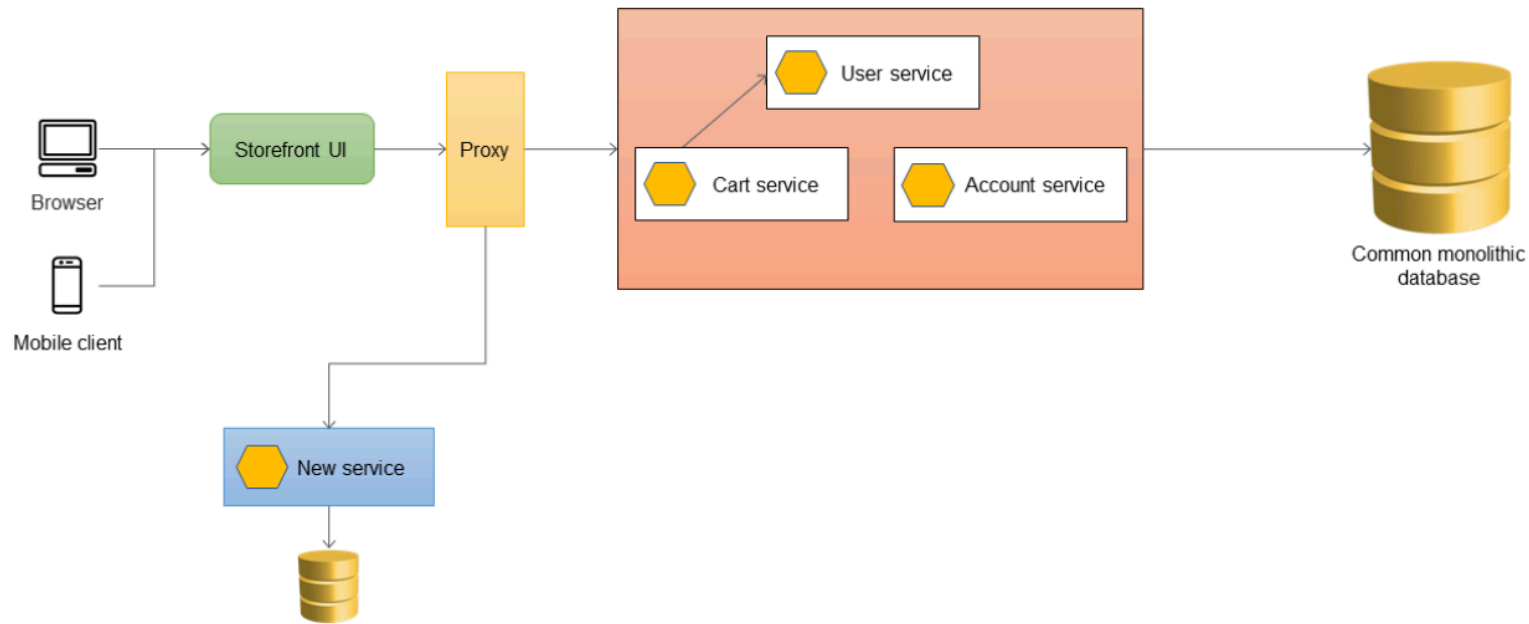 User service
Storefront UI
Proxy
Cart service
Account service
Browser
Common monolithic
database
Mobile client
New service